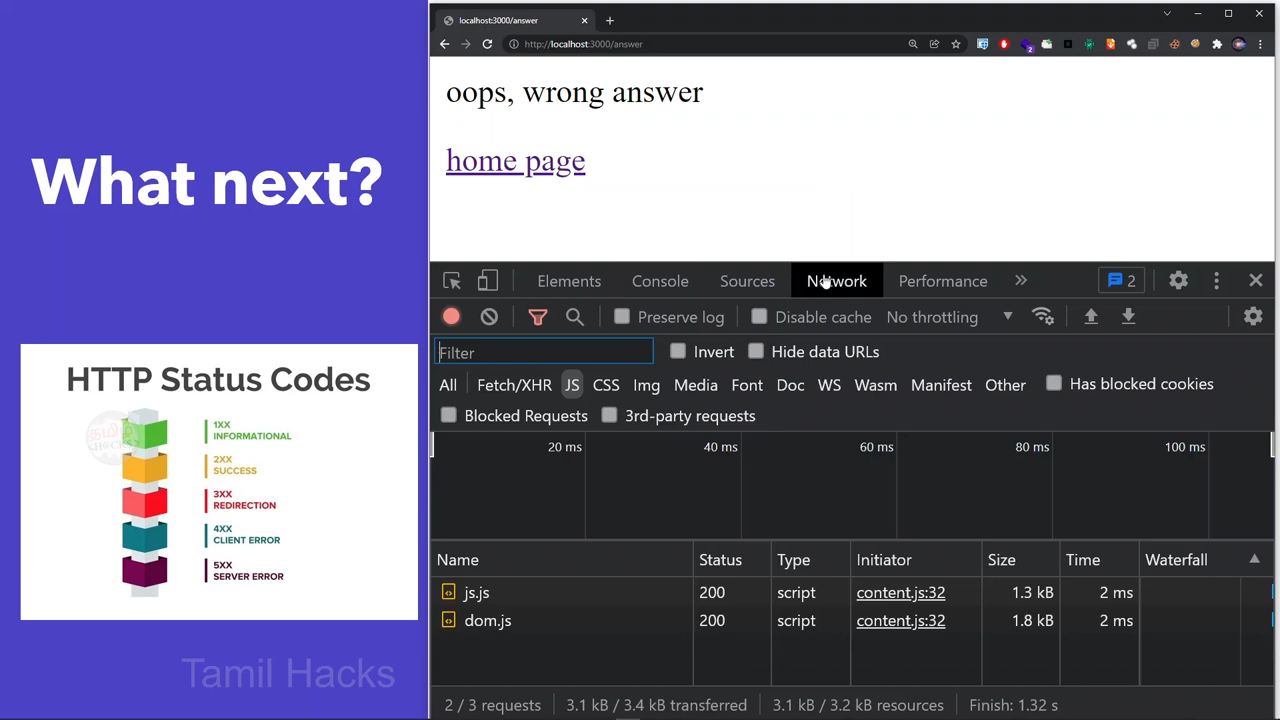 What next?
HTTP Status Codes
தமிழ்
HACKS
1XX
INFORMATIONAL
2XX
SUCCESS
3XX
REDIRECTION
4XX
CLIENT ERROR
5XX
SERVER ERROR
Tamil Hacks
localhost:3000/answer
http://localhost:3000/answer
2
oops, wrong answer
home page
Elements Console Sources Network Performance » 2
Preserve log Disable cache No throttling
Filter Invert Hide data URLs
All Fetch/XHR JS CSS Img Media Font Doc WS Wasm Manifest Other Has blocked cookies
Blocked Requests 3rd-party requests
20 ms 40 ms 60 ms 80 ms 100 ms
Name Status Type Initiator Size Time Waterfall
js.js 200 script content.js:32 1.3 kB 2 ms
dom.js 200 script content.js:32 1.8 kB 2 ms
2 / 3 requests 3.1 kB / 3.4 kB transferred 3.1 kB / 3.2 kB resources Finish: 1.32 s